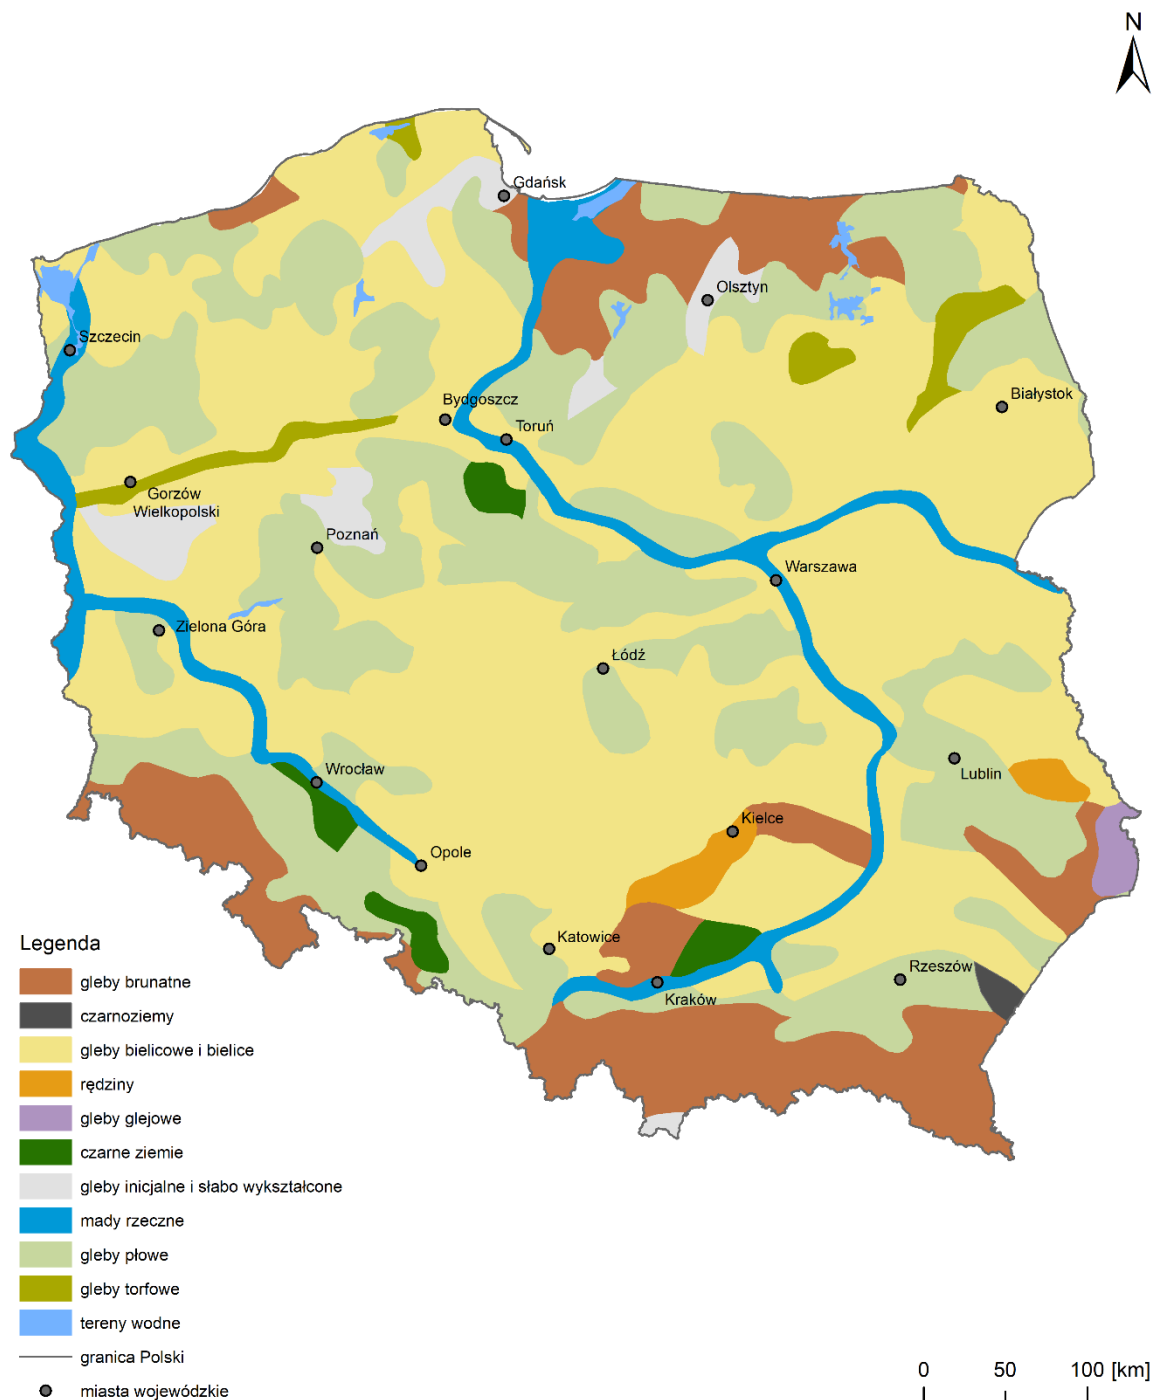 N
Gdańsk
Olsztyn
Szczecin
Białystok
Bydgoszcz
Toruń
Gorzów
Wielkopolski
Poznań
Warszawa
Zielona Góra
Łódź
Wrocław
Lublin
Kielce
Opole
Katowice
Rzeszów
Kraków
Legenda
gleby brunatne
czarnoziemy
gleby bielicowe i bielice
rędziny
gleby glejowe
czarne ziemie
gleby inicjalne i słabo wykształcone
mady rzeczne
gleby płowe
gleby torfowe
tereny wodne
granica Polski
miasta wojewódzkie
0 50 100 [km]